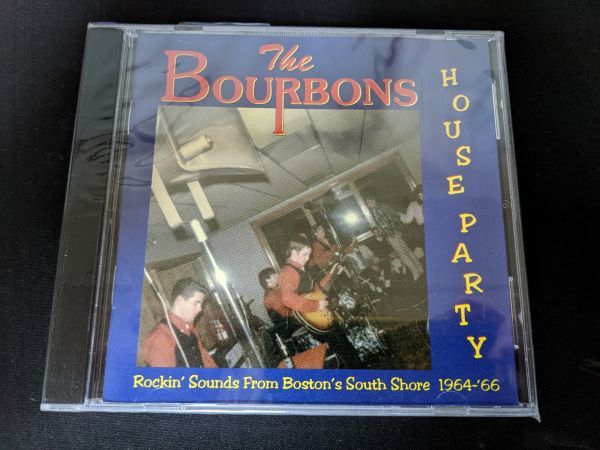 The
BOURBONS
HOUSE PARTY
Rockin' Sounds From Boston's South Shore 1964-'66